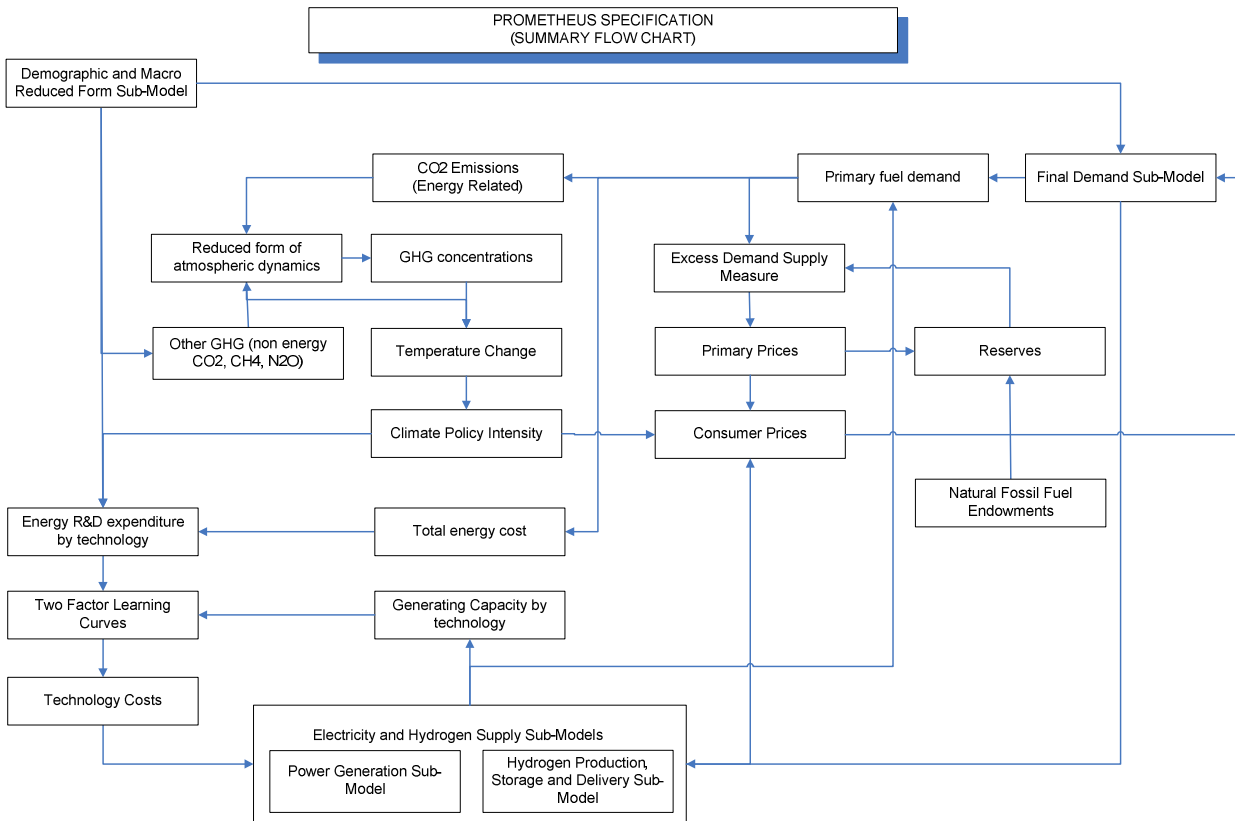 PROMETHEUS SPECIFICATION
(SUMMARY FLOW CHART)
Demographic and Macro
Reduced Form Sub-Model
CO2 Emissions
(Energy Related)
Primary fuel demand
Final Demand Sub-Model
Reduced form of
atmospheric dynamics
GHG concentrations
Excess Demand Supply
Measure
Other GHG (non energy
CO2, CH4, N2O)
Temperature Change
Primary Prices
Reserves
Climate Policy Intensity
Consumer Prices
Natural Fossil Fuel
Endowments
Energy R&D expenditure
by technology
Total energy cost
Two Factor Learning
Curves
Generating Capacity by
technology
Technology Costs
Electricity and Hydrogen Supply Sub-Models
Power Generation Sub-
Model
Hydrogen Production,
Storage and Delivery Sub-
Model